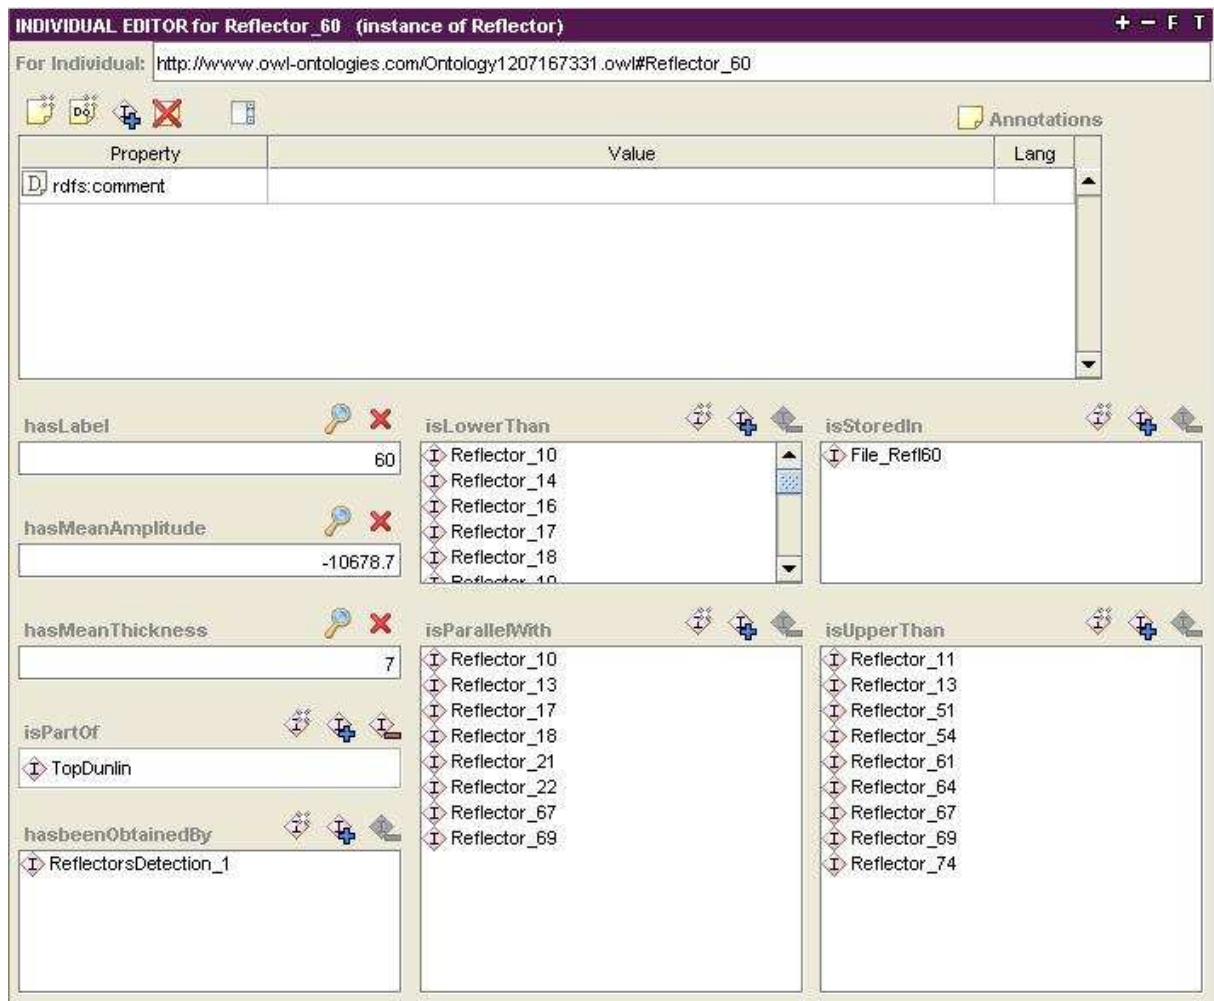 INDIVIDUAL EDITOR for Reflector_60 (instance of Reflector) + − F T
For Individual: http://www.owl-ontologies.com/Ontology1207167331.owl#Reflector_60
Annotations
Property Value Lang
rdfs:comment
hasLabel
60
hasMeanAmplitude
-10678.7
hasMeanThickness
7
isPartOf
TopDunlin
hasbeenObtainedBy
ReflectorsDetection_1
isLowerThan
Reflector_10
Reflector_14
Reflector_16
Reflector_17
Reflector_18
isParallelWith
Reflector_10
Reflector_13
Reflector_17
Reflector_18
Reflector_21
Reflector_22
Reflector_67
Reflector_69
isStoredIn
File_Refl60
isUpperThan
Reflector_11
Reflector_13
Reflector_51
Reflector_54
Reflector_61
Reflector_64
Reflector_67
Reflector_69
Reflector_74